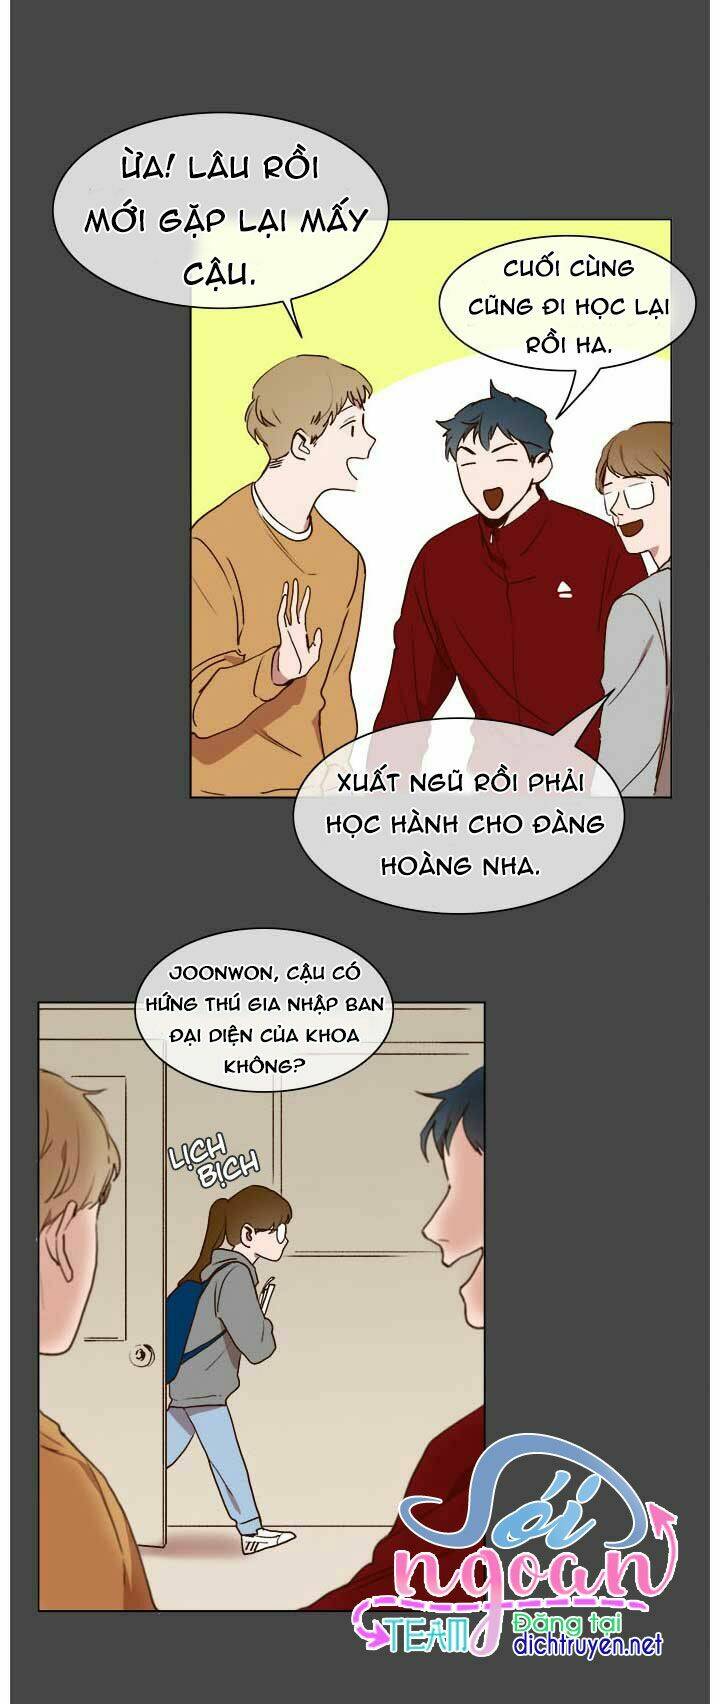 ỪA! LÂU RỒI
MỚI GẶP LẠI MẤY
CẬU.
CUỐI CÙNG
CŨNG ĐI HỌC LẠI
RỒI HA.
XUẤT NGŨ RỒI PHẢI
HỌC HÀNH CHO ĐÀNG
HOÀNG NHA.
JOONWON, CẬU CÓ
HỨNG THÚ GIA NHẬP BAN
ĐẠI DIỆN CỦA KHOA
KHÔNG?
LỊCH
BỊCH
Sói
ngoan
TEAM
Đăng tại
dichtruyen.net